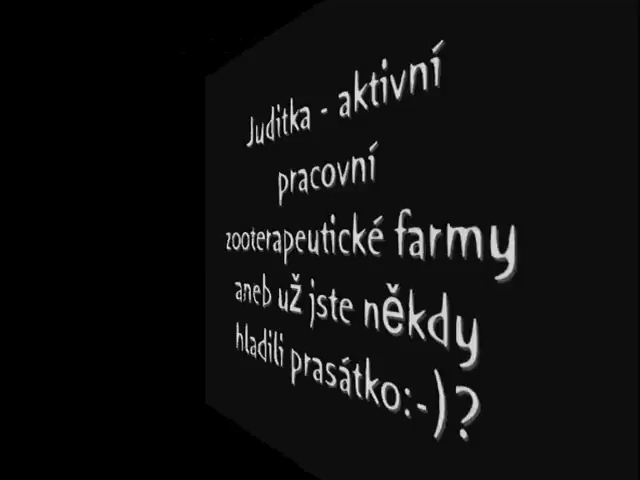 Juditka - aktivní
pracovní
zooterapeutické farmy
aneb už jste někdy
hladili prasátko:-)?